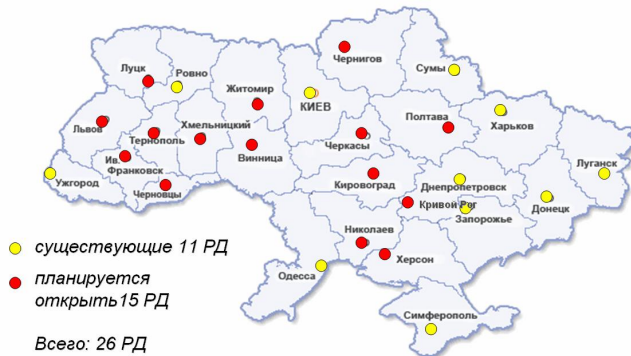 Чернигов
Сумы
Луцк
Ровно
Житомир
КИЕВ
Львов
Тернополь
Хмельницкий
Полтава
Харьков
Ив.
Франковск
Винница
Черкасы
Ужгород
Черновцы
Кировоград
Днепропетровск
Луганск
Кривой Рег
Запорожье
Донецк
Николаев
Одесса
Херсон
Симферополь
существующие 11 РД
планируется
открыть15 РД
Всего: 26 РД